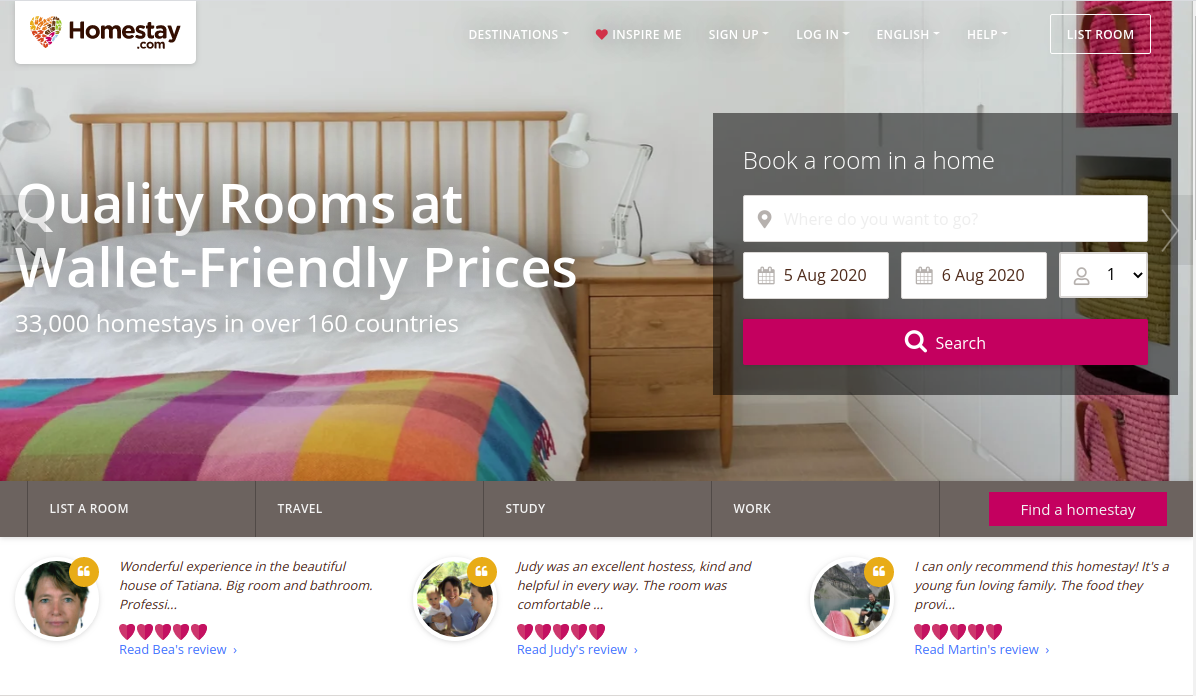 Homestay
.com
DESTINATIONS
INSPIRE ME
SIGN UP
LOG IN
ENGLISH
HELP
LIST ROOM
Quality Rooms at
Wallet-Friendly Prices
33,000 homestays in over 160 countries
Book a room in a home
Where do you want to go?
5 Aug 2020
6 Aug 2020
1
Search
LIST A ROOM
TRAVEL
STUDY
WORK
Find a homestay
Wonderful experience in the beautiful
house of Tatiana. Big room and bathroom.
Professi...
Read Bea's review ›
Judy was an excellent hostess, kind and
helpful in every way. The room was
comfortable ...
Read Judy's review ›
I can only recommend this homestay! It's a
young fun loving family. The food they
provi...
Read Martin's review ›